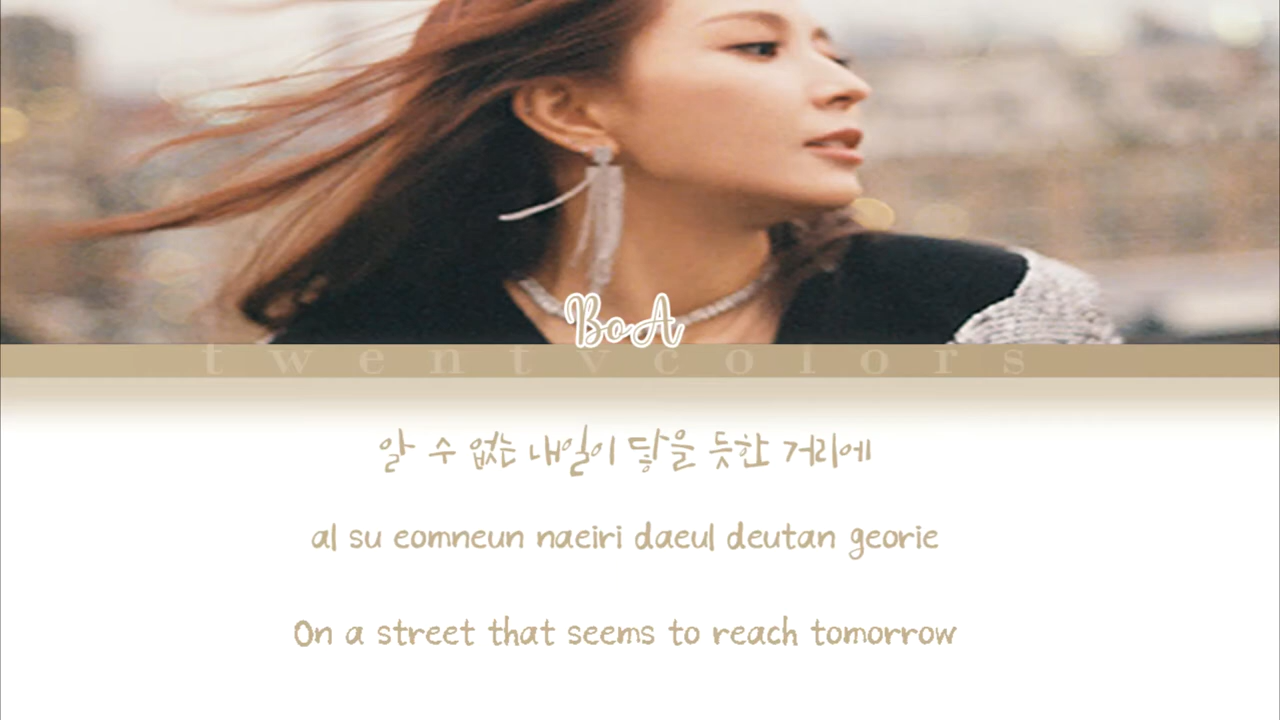 BoA
twentycolors
알 수 없는 내일이 닿을 듯한 거리에
al su eomneun naeiri daeul deutan georie
On a street that seems to reach tomorrow